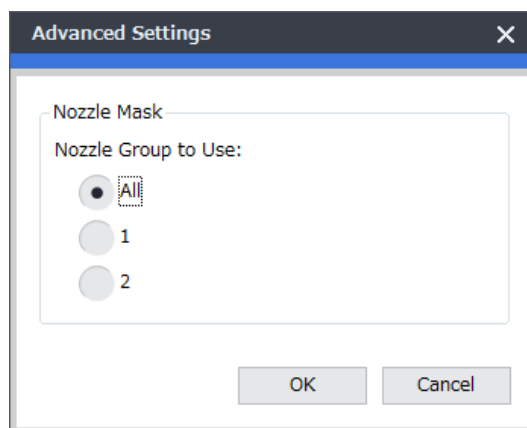 Advanced Settings
Nozzle Mask
Nozzle Group to Use:
All
1
2
OK Cancel